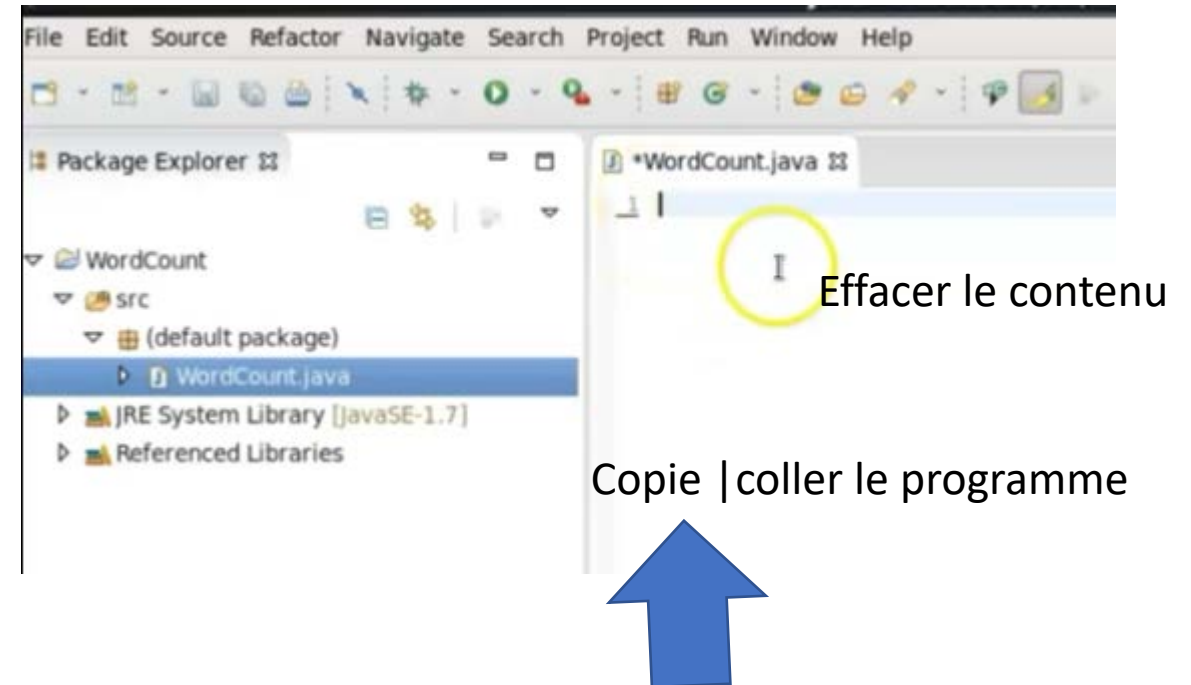 File Edit Source Refactor Navigate Search Project Run Window Help
Package Explorer
*WordCount.java
1
WordCount
src
(default package)
WordCount.java
JRE System Library [JavaSE-1.7]
Referenced Libraries
Effacer le contenu
Copie |coller le programme